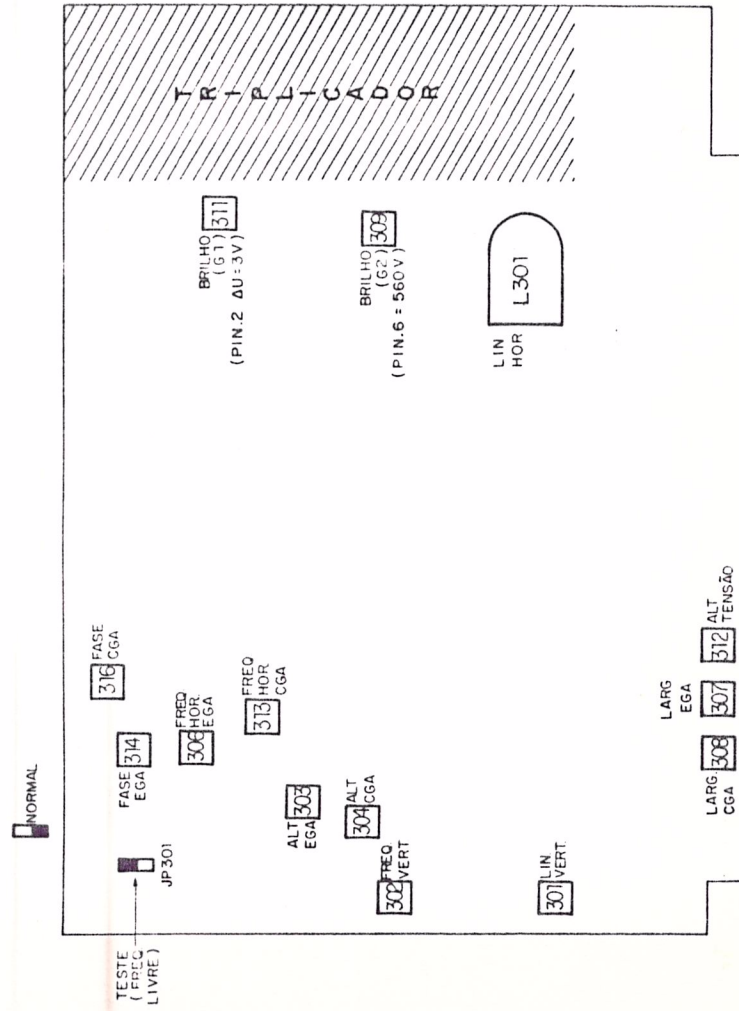 NORMAL
TESTE
( FREQ
LIVRE)
JP301
316
FASE
CGA
314
FASE
EGA
306
FREQ
HOR.
EGA
313
FREQ
HOR
CGA
303
ALT
EGA
304
ALT
CGA
302
FREQ
VERT
301
LIN
VERT.
TRIPLICADOR
BRILHO
(G1)
311
(PIN.2 ΔU=3V)
BRILHO
(G2)
309
(PIN.6 = 560V)
LIN
HOR
L301
LARG.
CGA
308
LARG
EGA
307
312
ALT
TENSÃO